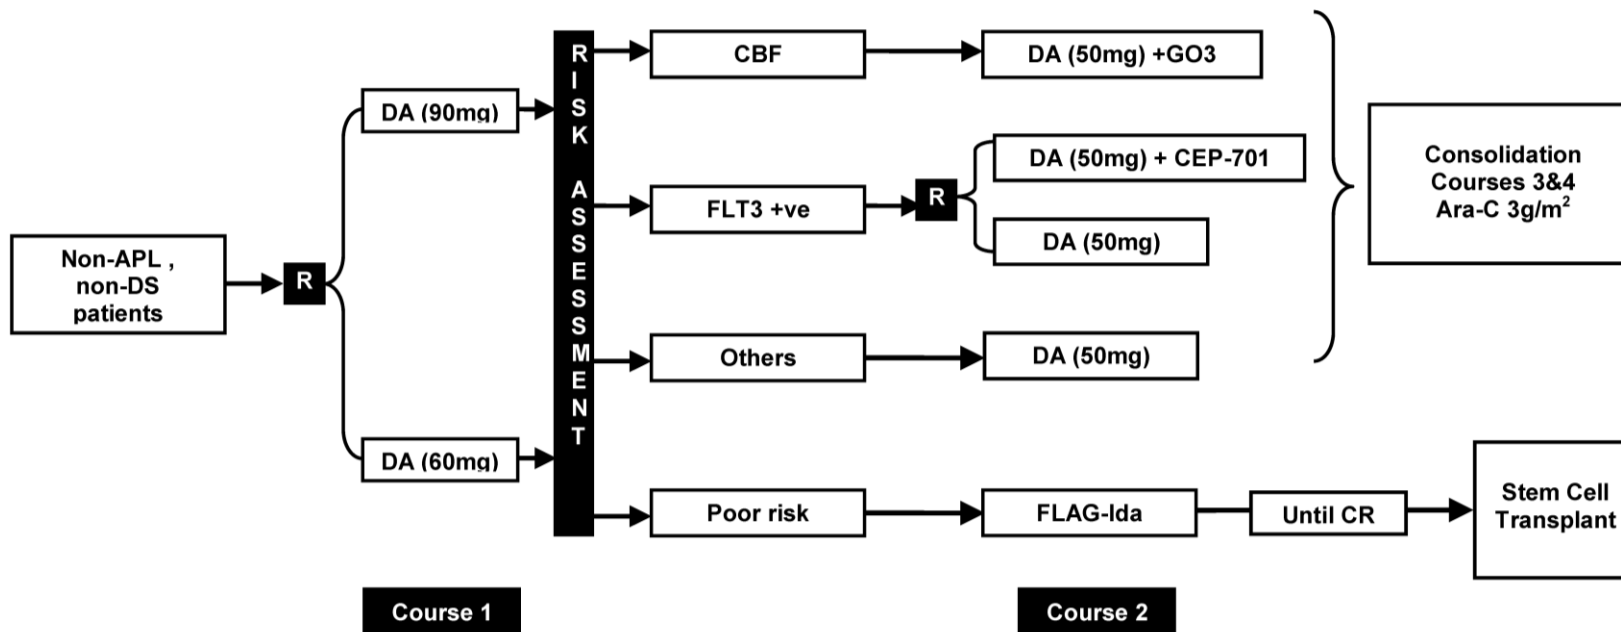 Non-APL ,
non-DS
patients
R
DA (90mg)
DA (60mg)
RISK ASSESSMENT
CBF
DA (50mg) +GO3
FLT3 +ve
R
DA (50mg) + CEP-701
DA (50mg)
Others
DA (50mg)
Poor risk
FLAG-Ida
Until CR
Consolidation
Courses 3&4
Ara-C 3g/m²
Stem Cell
Transplant
Course 1
Course 2